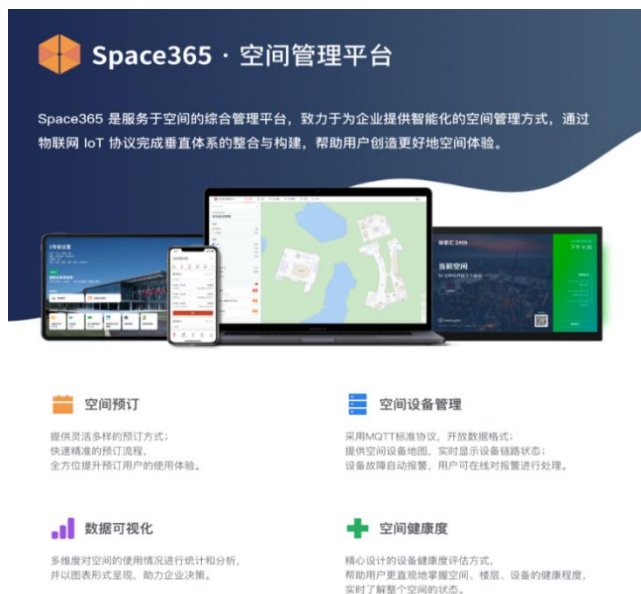 Space365 · 空间管理平台
Space365 是服务于空间的综合管理平台，致力于为企业提供智能化的空间管理方式，通过
物联网 IoT 协议完成垂直体系的整合与构建，帮助用户创造更好地空间体验。
当前空间
空间预订
提供灵活多样的预订方式；
快速精准的预订流程，
全方位提升预订用户的使用体验。
空间设备管理
采用MQTT标准协议，开放数据格式；
提供空间设备地图，实时显示设备链路状态；
设备故障自动报警，用户可在线对报警进行处理。
数据可视化
多维度对空间的使用情况进行统计和分析，
并以图表形式呈现，助力企业决策。
空间健康度
精心设计的设备健康度评估方式，
帮助用户更直观地掌握空间、楼层、设备的健康程度，
实时了解整个空间的状态。